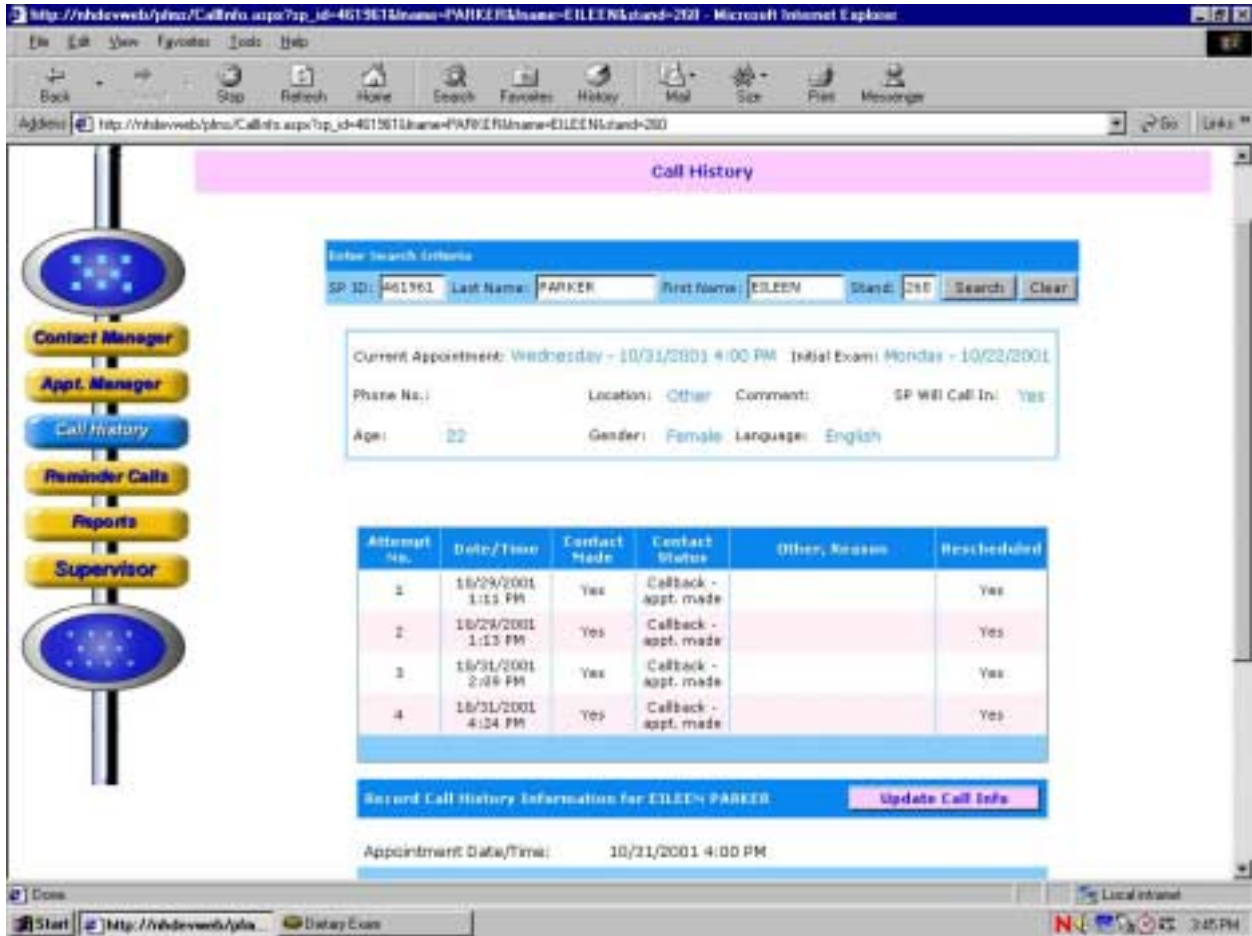 http://nhdevweb/plms/CallInfo.aspx?sp_id=461961&lname=PARKER&fname=EILEEN&stand=260 - Microsoft Internet Explorer
File Edit View Favorites Tools Help
Back Stop Refresh Home Search Favorites History Mail Size Print Messenger
Address http://nhdevweb/plms/CallInfo.aspx?sp_id=461961&lname=PARKER&fname=EILEEN&stand=260 Go Links »
Call History
Enter Search Criteria
SP ID: 461961 Last Name: PARKER First Name: EILEEN Stand: 260 Search Clear
Contact Manager
Appt. Manager
Call History
Reminder Calls
Reports
Supervisor
Current Appointment: Wednesday - 10/31/2001 4:00 PM Initial Exam: Monday - 10/22/2001
Phone No.: Location: Other Comment: SP Will Call In: Yes
Age: 22 Gender: Female Language: English
Attempt No. Date/Time Contact Made Contact Status Other, Reason Rescheduled
1 10/29/2001 1:11 PM Yes Callback - appt. made Yes
2 10/29/2001 1:13 PM Yes Callback - appt. made Yes
3 10/31/2001 2:09 PM Yes Callback - appt. made Yes
4 10/31/2001 4:24 PM Yes Callback - appt. made Yes
Record Call History Information for EILEEN PARKER Update Call Info
Appointment Date/Time: 10/31/2001 4:00 PM
Done Local intranet
Start http://nhdevweb/plm... Dietary Exam 3:45 PM